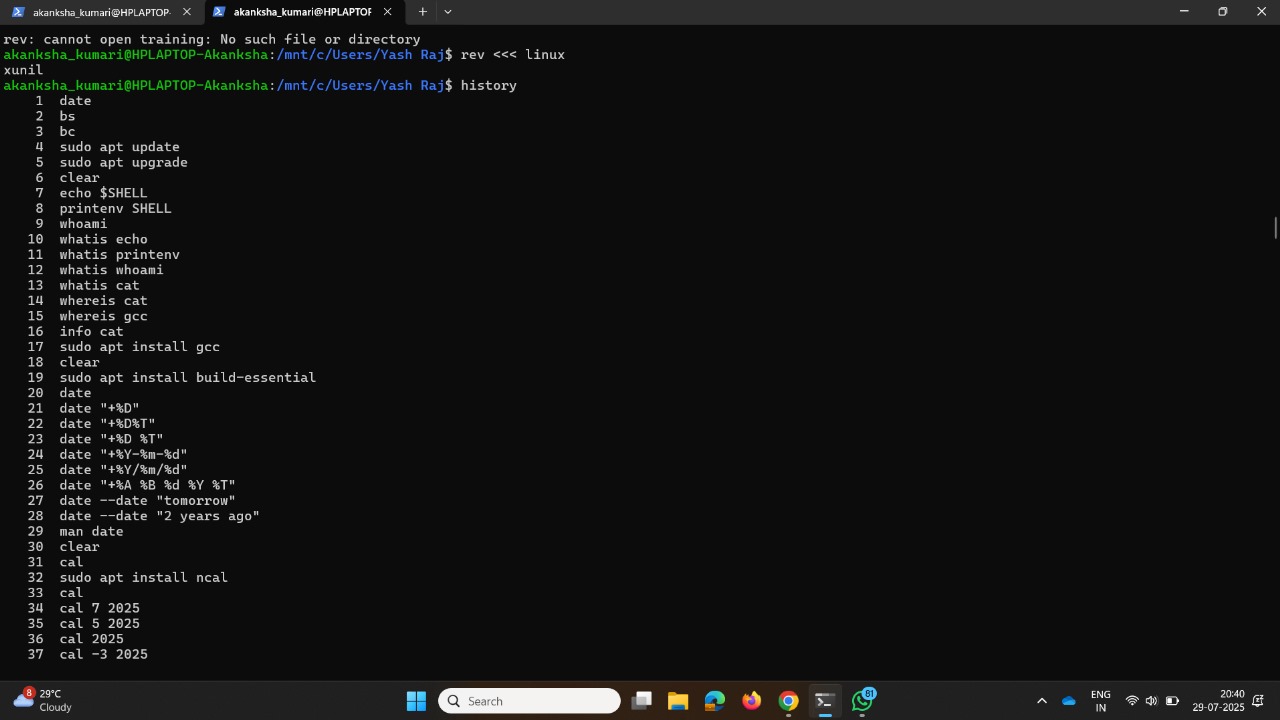 akanksha_kumari@HPLAPTOP-
akanksha_kumari@HPLAPTOP
rev: cannot open training: No such file or directory
akanksha_kumari@HPLAPTOP-Akanksha:/mnt/c/Users/Yash Raj$ rev <<< linux
xunil
akanksha_kumari@HPLAPTOP-Akanksha:/mnt/c/Users/Yash Raj$ history
1 date
2 bs
3 bc
4 sudo apt update
5 sudo apt upgrade
6 clear
7 echo $SHELL
8 printenv SHELL
9 whoami
10 whatis echo
11 whatis printenv
12 whatis whoami
13 whatis cat
14 whereis cat
15 whereis gcc
16 info cat
17 sudo apt install gcc
18 clear
19 sudo apt install build-essential
20 date
21 date "+%D"
22 date "+%D%T"
23 date "+%D %T"
24 date "+%Y-%m-%d"
25 date "+%Y/%m/%d"
26 date "+%A %B %d %Y %T"
27 date --date "tomorrow"
28 date --date "2 years ago"
29 man date
30 clear
31 cal
32 sudo apt install ncal
33 cal
34 cal 7 2025
35 cal 5 2025
36 cal 2025
37 cal -3 2025
8
29°C
Cloudy
Search
81
ENG
IN
20:40
29-07-2025